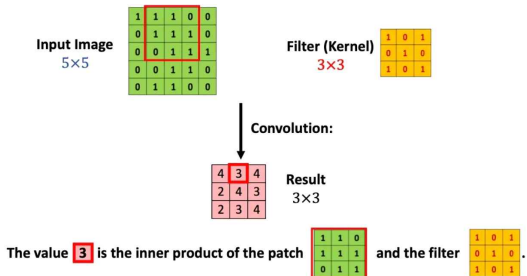 1 1 1 0 0
0 1 1 1 0
0 0 1 1 1
0 0 1 1 0
0 1 1 0 0
Input Image
5×5
Filter (Kernel)
3×3
1 0 1
0 1 0
1 0 1
Convolution:
4 3 4
2 4 3
2 3 4
Result
3×3
The value 3 is the inner product of the patch
1 1 0
1 1 1
0 1 1
and the filter
1 0 1
0 1 0
1 0 1
.